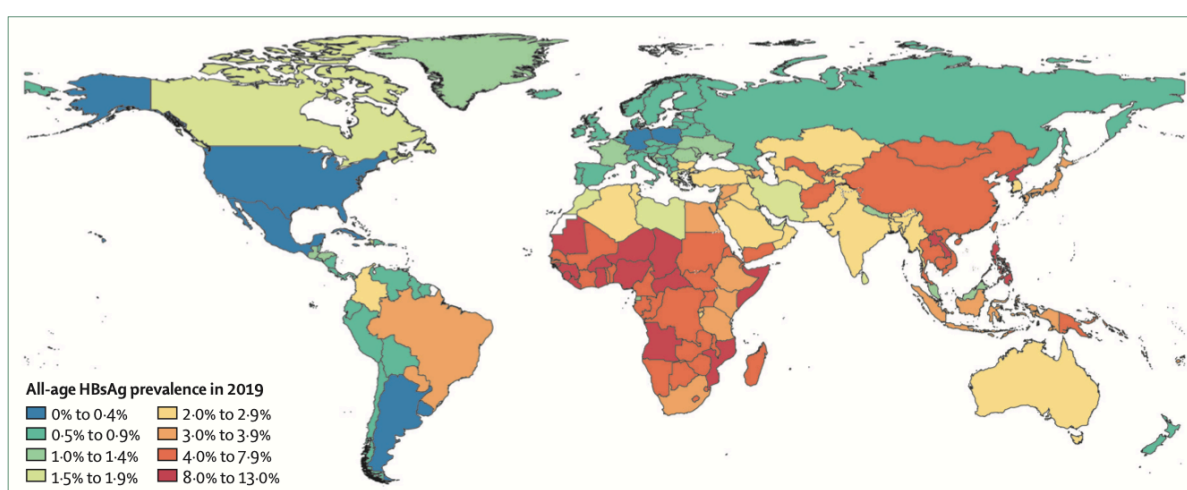 All-age HBsAg prevalence in 2019
0% to 0·4%
0·5% to 0·9%
1·0% to 1·4%
1·5% to 1·9%
2·0% to 2·9%
3·0% to 3·9%
4·0% to 7·9%
8·0% to 13·0%